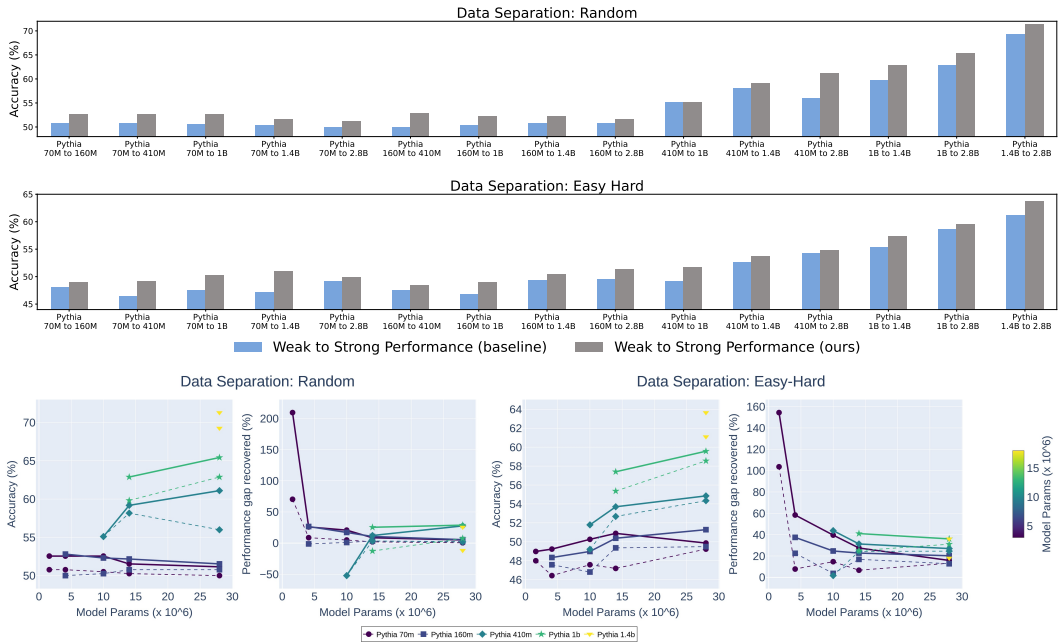 Data Separation: Random
Accuracy (%)
70
65
60
55
50
Pythia 70M to 160M
Pythia 70M to 410M
Pythia 70M to 1B
Pythia 70M to 1.4B
Pythia 70M to 2.8B
Pythia 160M to 410M
Pythia 160M to 1B
Pythia 160M to 1.4B
Pythia 160M to 2.8B
Pythia 410M to 1B
Pythia 410M to 1.4B
Pythia 410M to 2.8B
Pythia 1B to 1.4B
Pythia 1B to 2.8B
Pythia 1.4B to 2.8B
Data Separation: Easy Hard
Accuracy (%)
65
60
55
50
45
Pythia 70M to 160M
Pythia 70M to 410M
Pythia 70M to 1B
Pythia 70M to 1.4B
Pythia 70M to 2.8B
Pythia 160M to 410M
Pythia 160M to 1B
Pythia 160M to 1.4B
Pythia 160M to 2.8B
Pythia 410M to 1B
Pythia 410M to 1.4B
Pythia 410M to 2.8B
Pythia 1B to 1.4B
Pythia 1B to 2.8B
Pythia 1.4B to 2.8B
Weak to Strong Performance (baseline)
Weak to Strong Performance (ours)
Data Separation: Random
Accuracy (%)
70
65
60
55
50
0 5 10 15 20 25 30
Model Params (x 10^6)
Performance gap recovered (%)
200
150
100
50
0
−50
0 5 10 15 20 25 30
Model Params (x 10^6)
Data Separation: Easy-Hard
Accuracy (%)
64
62
60
58
56
54
52
50
48
46
0 5 10 15 20 25 30
Model Params (x 10^6)
Performance gap recovered (%)
160
140
120
100
80
60
40
20
0
0 5 10 15 20 25 30
Model Params (x 10^6)
15
10
5
Model Params (x 10^6)
Pythia 70m Pythia 160m Pythia 410m Pythia 1b Pythia 1.4b